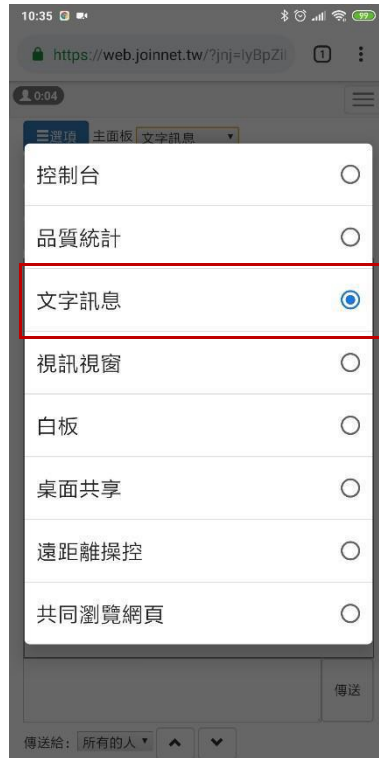 10:35 99
https://web.joinnet.tw/?jnj=IyBpZiI 1
0:04
選項 主面板 文字訊息
控制台
品質統計
文字訊息
視訊視窗
白板
桌面共享
遠距離操控
共同瀏覽網頁
傳送
傳送給: 所有的人